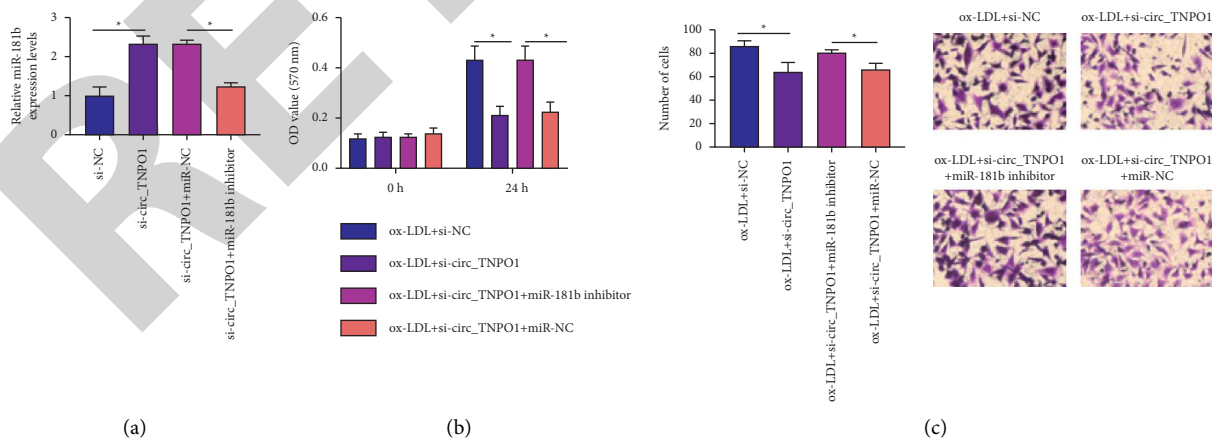 Relative miR-181b
expression levels
3
2
1
0
*
*
si-NC
si-circ_TNPO1
si-circ_TNPO1+miR-NC
si-circ_TNPO1+miR-181b inhibitor
(a)
OD value (570 nm)
0.6
0.4
0.2
0.0
*
*
0 h
24 h
ox-LDL+si-NC
ox-LDL+si-circ_TNPO1
ox-LDL+si-circ_TNPO1+miR-181b inhibitor
ox-LDL+si-circ_TNPO1+miR-NC
(b)
Number of cells
100
80
60
40
20
0
*
*
ox-LDL+si-NC
ox-LDL+si-circ_TNPO1
ox-LDL+si-circ_TNPO1+miR-181b inhibitor
ox-LDL+si-circ_TNPO1+miR-NC
ox-LDL+si-NC
ox-LDL+si-circ_TNPO1
ox-LDL+si-circ_TNPO1
+miR-181b inhibitor
ox-LDL+si-circ_TNPO1
+miR-NC
(c)